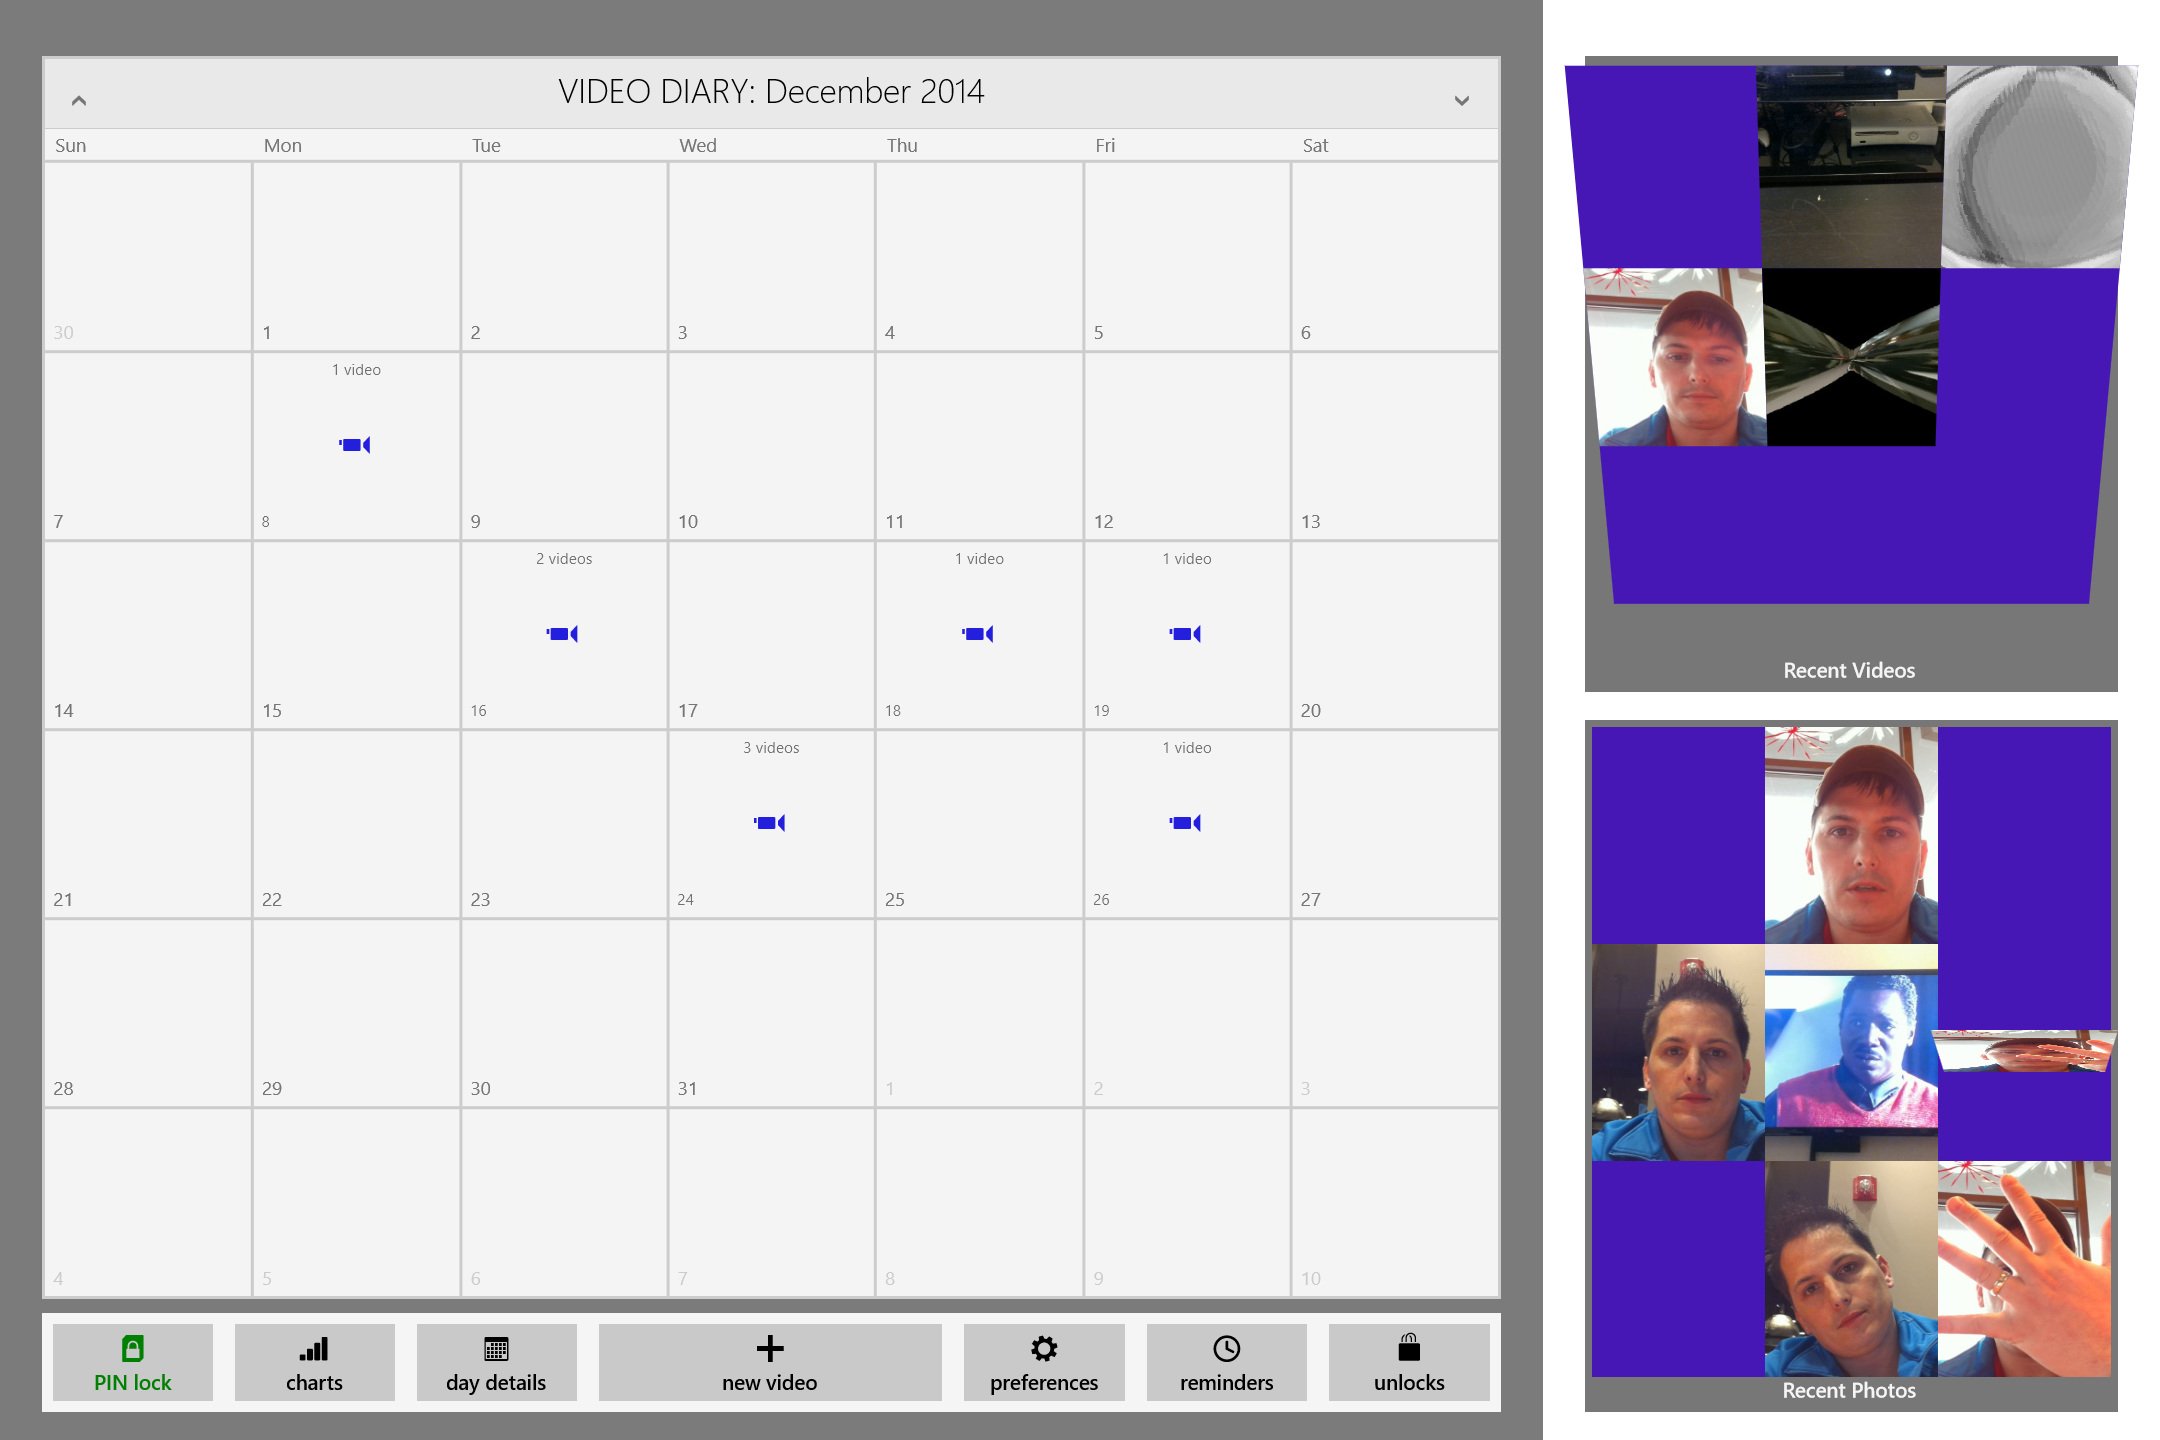 VIDEO DIARY: December 2014
Sun Mon Tue Wed Thu Fri Sat
30 1 2 3 4 5 6
1 video
7 8 9 10 11 12 13
2 videos 1 video 1 video
14 15 16 17 18 19 20
3 videos 1 video
21 22 23 24 25 26 27
28 29 30 31 1 2 3
4 5 6 7 8 9 10
PIN lock charts day details new video preferences reminders unlocks
Recent Videos
Recent Photos